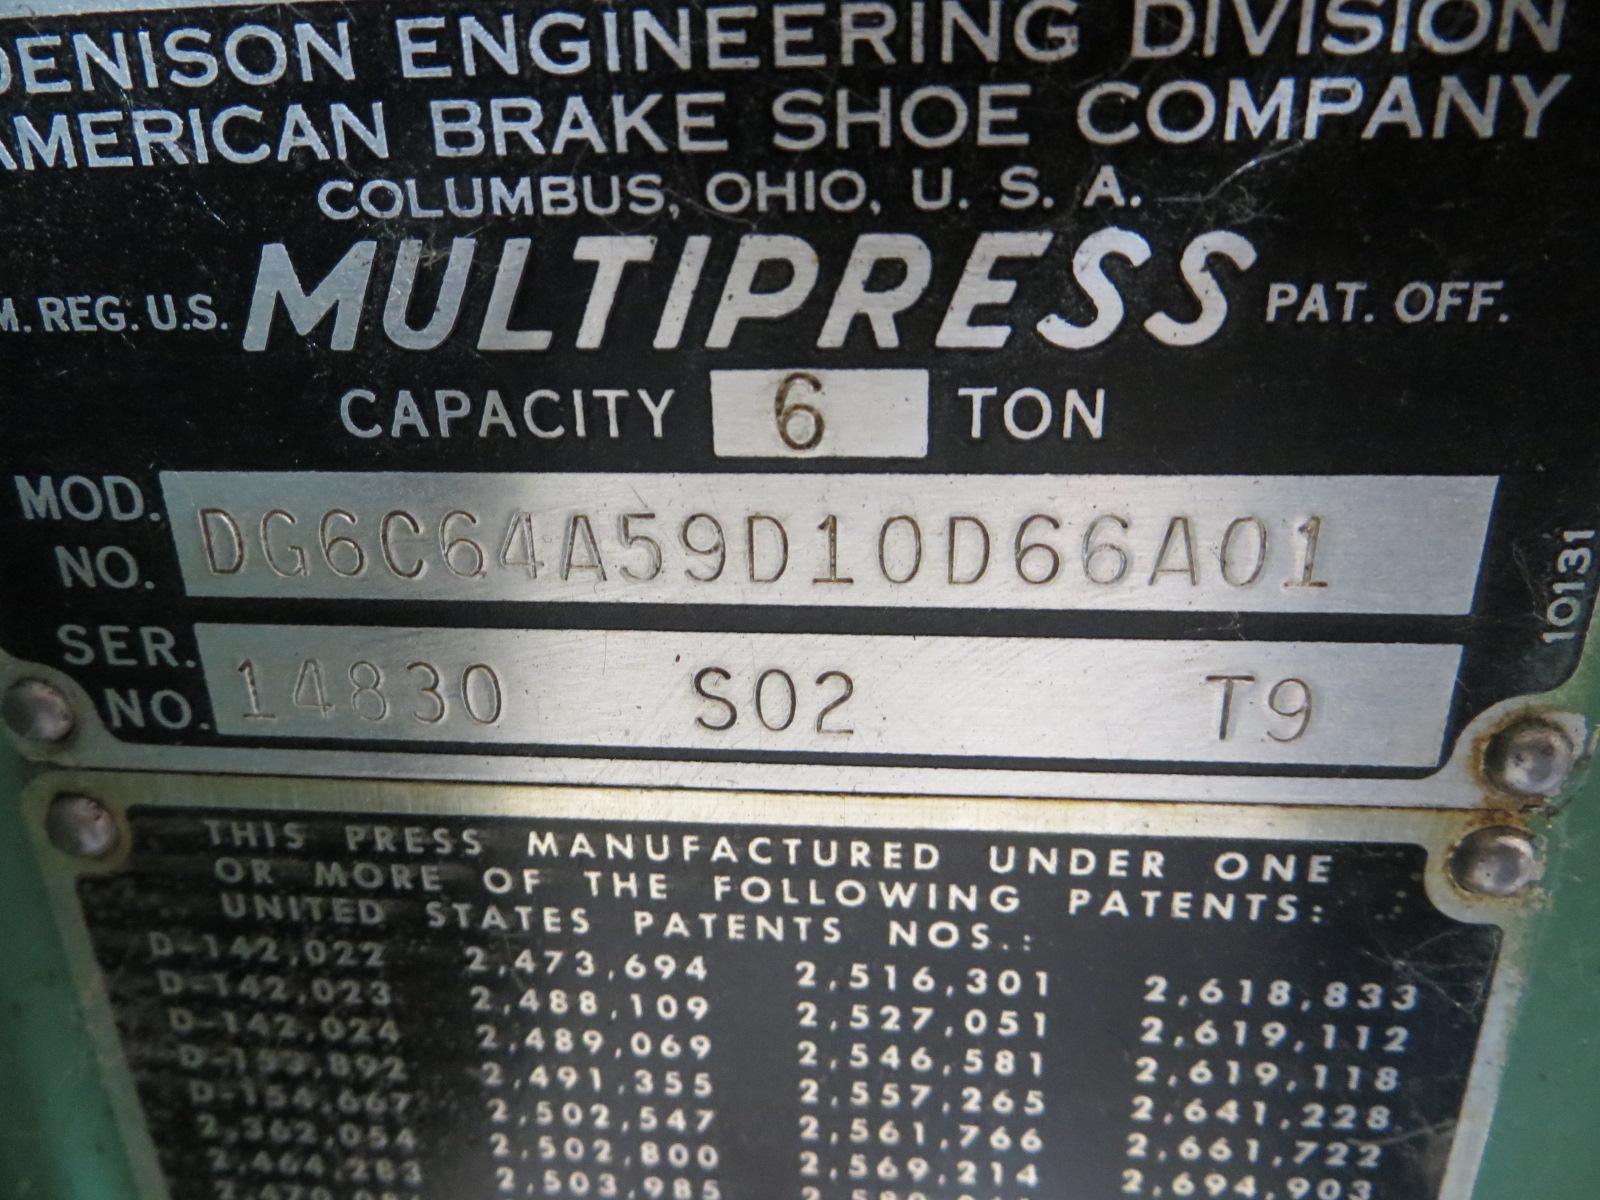 DENISON ENGINEERING DIVISION
AMERICAN BRAKE SHOE COMPANY
COLUMBUS, OHIO, U. S. A.
M. REG. U.S. MULTIPRESS PAT. OFF.
CAPACITY 6 TON
MOD. NO. DG6C64A59D10D66A01
SER. NO. 14830 S02 T9
10131
THIS PRESS MANUFACTURED UNDER ONE
OR MORE OF THE FOLLOWING PATENTS:
UNITED STATES PATENTS NOS.:
D-142,022 2,473,694 2,516,301 2,618,833
D-142,023 2,488,109 2,527,051 2,619,112
D-142,024 2,489,069 2,546,581 2,619,118
D-153,892 2,491,355 2,557,265 2,641,228
D-154,667 2,502,547 2,561,766 2,661,722
2,362,054 2,502,800 2,569,214 2,694,903
2,464,283 2,503,985